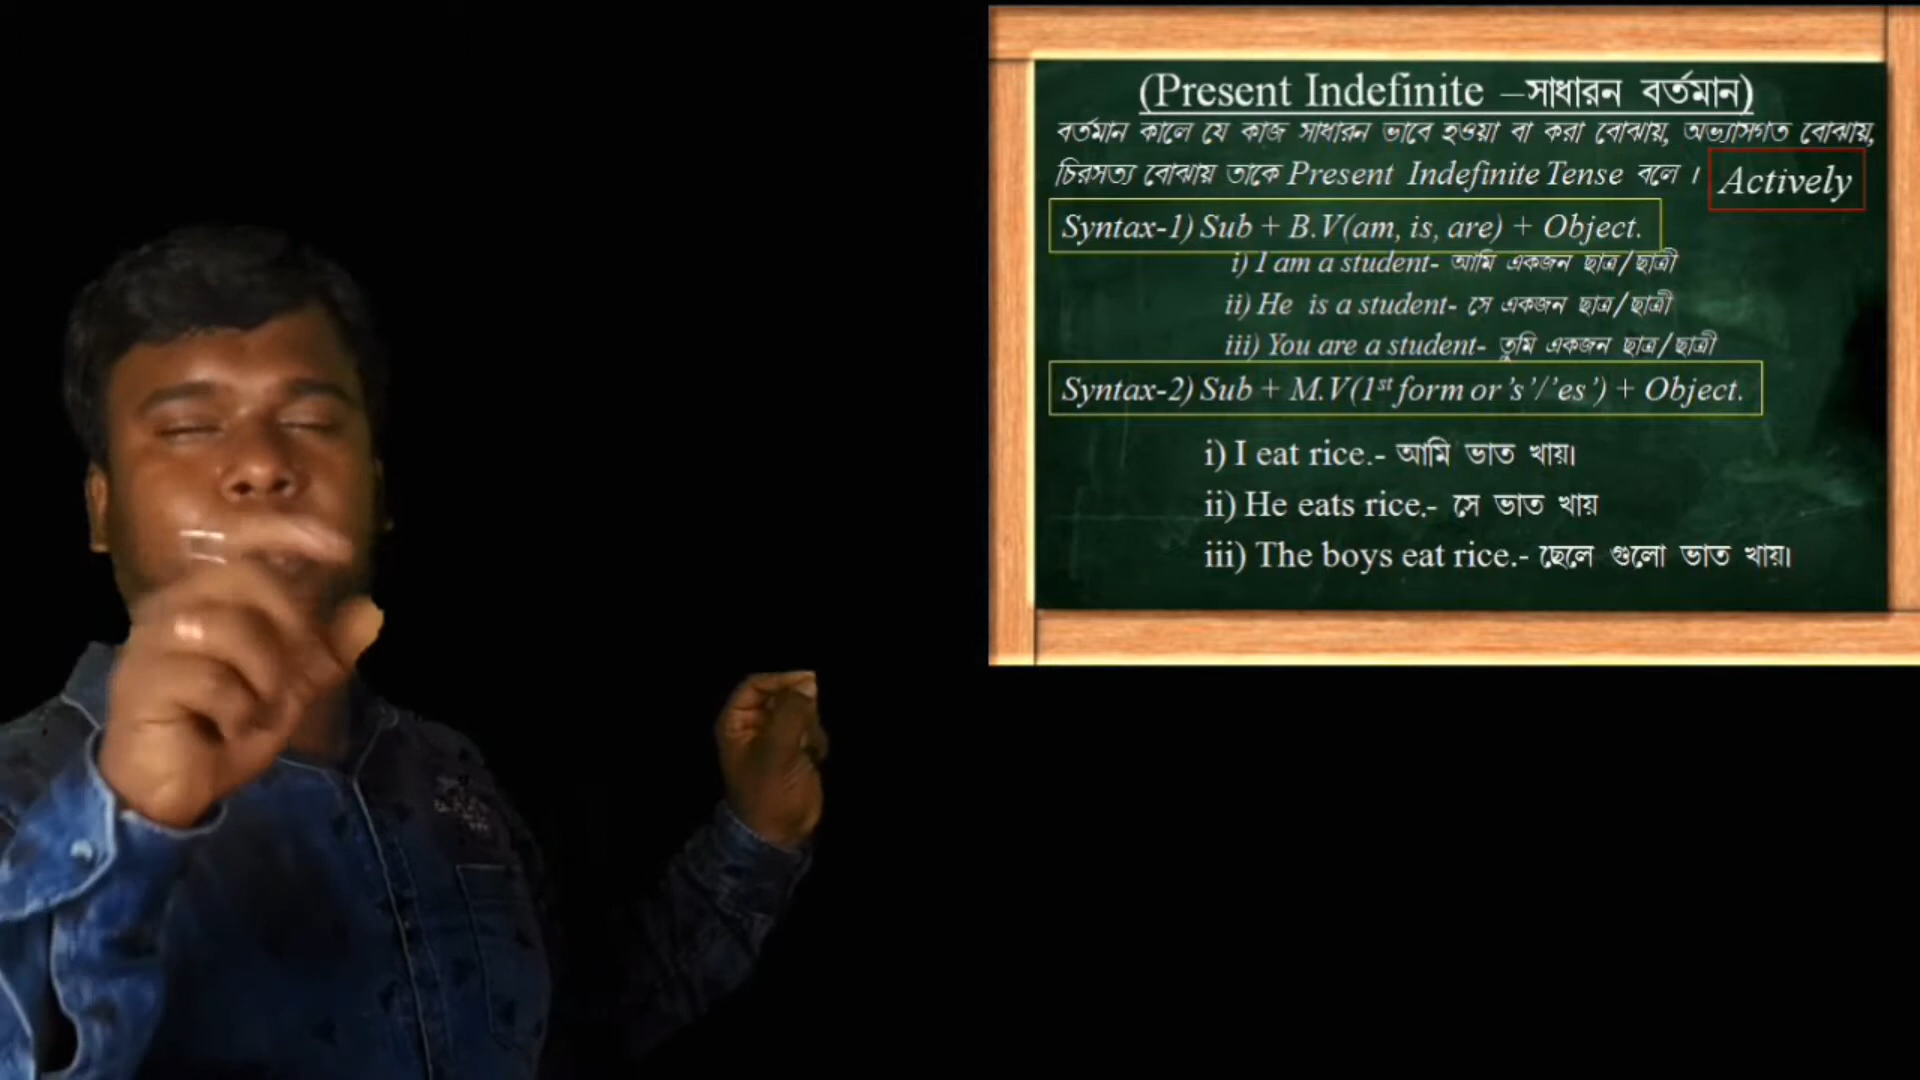 (Present Indefinite –সাধারন বর্তমান)
বর্তমান কালে যে কাজ সাধারন ভাবে হওয়া বা করা বোঝায়, অভ্যাসগত বোঝায়,
চিরসত্য বোঝায় তাকে Present Indefinite Tense বলে । Actively
Syntax-1) Sub + B.V(am, is, are) + Object.
i) I am a student- আমি একজন ছাত্র/ছাত্রী
ii) He is a student- সে একজন ছাত্র/ছাত্রী
iii) You are a student- তুমি একজন ছাত্র/ছাত্রী
Syntax-2) Sub + M.V(1st form or ’s’/’es’) + Object.
i) I eat rice.- আমি ভাত খায়।
ii) He eats rice.- সে ভাত খায়
iii) The boys eat rice.- ছেলে গুলো ভাত খায়।